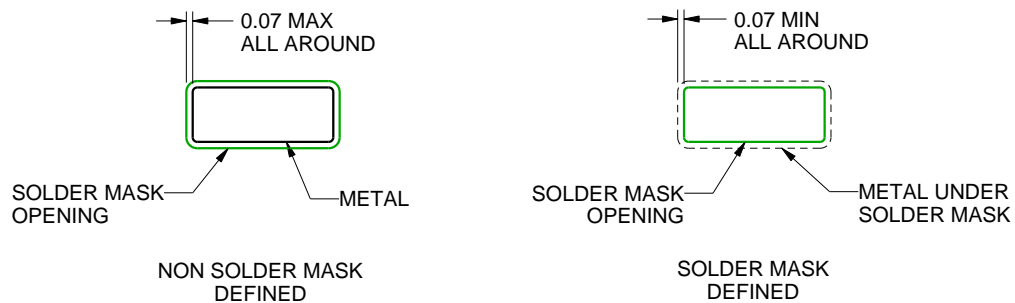 0.07 MAX
ALL AROUND
SOLDER MASK
OPENING
METAL
NON SOLDER MASK
DEFINED
0.07 MIN
ALL AROUND
SOLDER MASK
OPENING
METAL UNDER
SOLDER MASK
SOLDER MASK
DEFINED